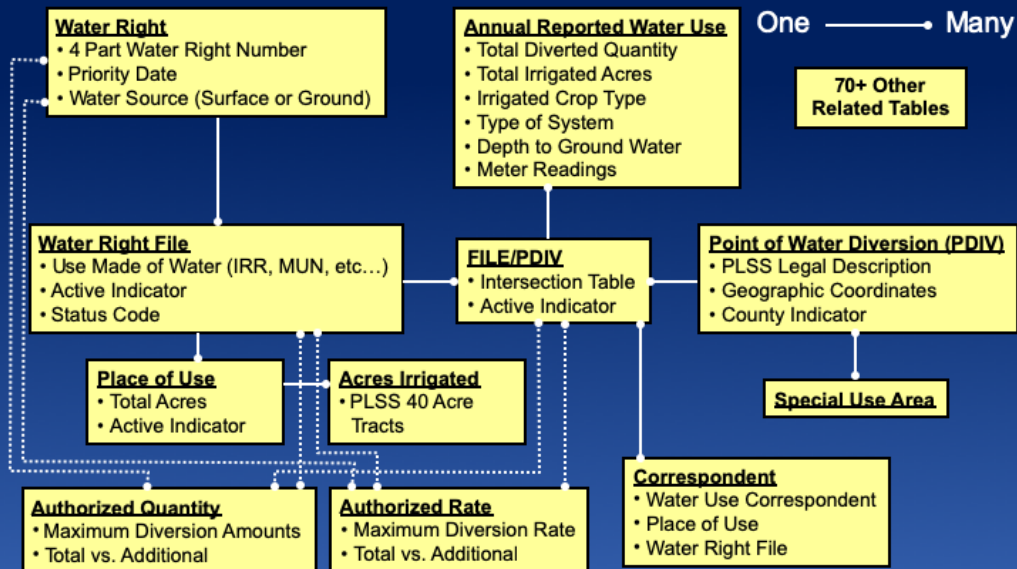 Water Right
• 4 Part Water Right Number
• Priority Date
• Water Source (Surface or Ground)
Annual Reported Water Use
• Total Diverted Quantity
• Total Irrigated Acres
• Irrigated Crop Type
• Type of System
• Depth to Ground Water
• Meter Readings
One Many
70+ Other
Related Tables
Water Right File
• Use Made of Water (IRR, MUN, etc...)
• Active Indicator
• Status Code
FILE/PDIV
• Intersection Table
• Active Indicator
Point of Water Diversion (PDIV)
• PLSS Legal Description
• Geographic Coordinates
• County Indicator
Place of Use
• Total Acres
• Active Indicator
Acres Irrigated
• PLSS 40 Acre
Tracts
Special Use Area
Authorized Quantity
• Maximum Diversion Amounts
• Total vs. Additional
Authorized Rate
• Maximum Diversion Rate
• Total vs. Additional
Correspondent
• Water Use Correspondent
• Place of Use
• Water Right File